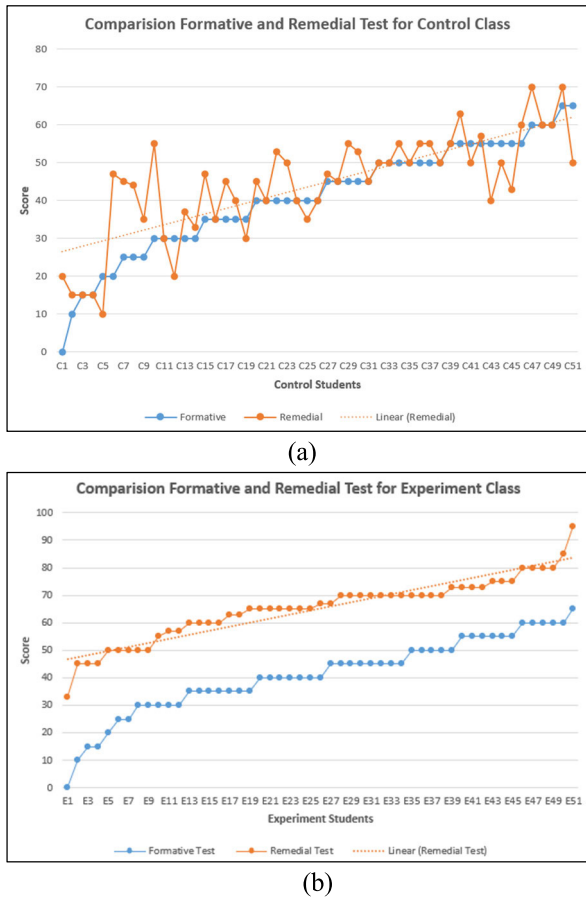 Comparision Formative and Remedial Test for Control Class
80
70
60
50
40
30
20
10
0
Score
C1 C3 C5 C7 C9 C11 C13 C15 C17 C19 C21 C23 C25 C27 C29 C31 C33 C35 C37 C39 C41 C43 C45 C47 C49 C51
Control Students
Formative Remedial Linear (Remedial)
(a)
Comparision Formative and Remedial Test for Experiment Class
100
90
80
70
60
50
40
30
20
10
0
Score
E1 E3 E5 E7 E9 E11 E13 E15 E17 E19 E21 E23 E25 E27 E29 E31 E33 E35 E37 E39 E41 E43 E45 E47 E49 E51
Experiment Students
Formative Test Remedial Test Linear (Remedial Test)
(b)